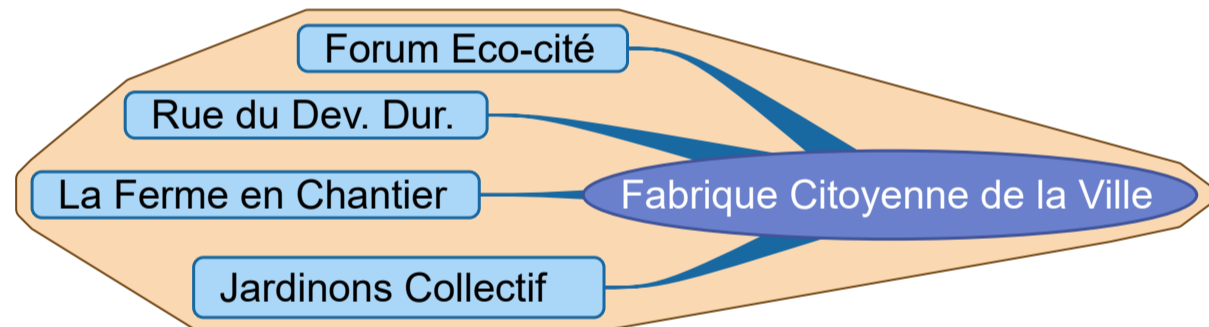 Forum Eco-cité
Rue du Dev. Dur.
La Ferme en Chantier
Fabrique Citoyenne de la Ville
Jardinons Collectif